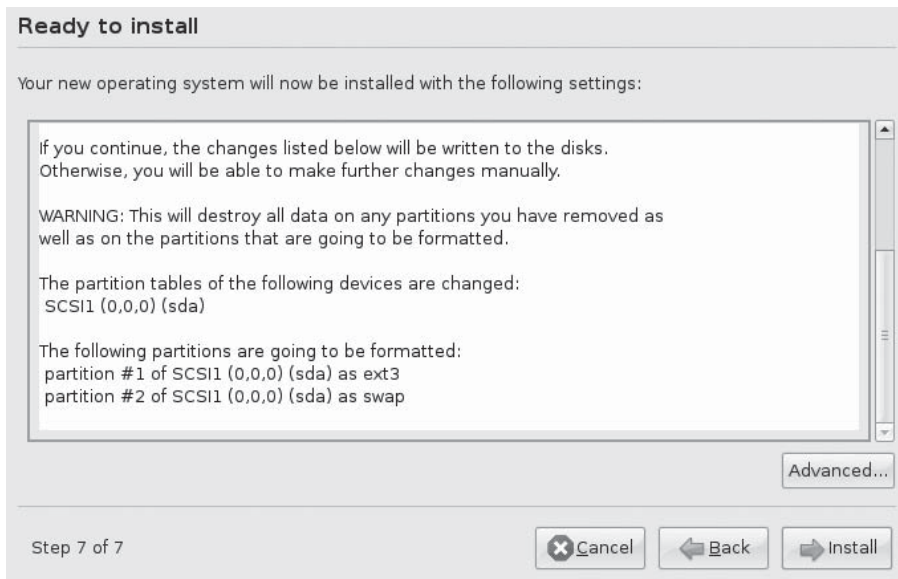 Ready to install
Your new operating system will now be installed with the following settings:
If you continue, the changes listed below will be written to the disks.
Otherwise, you will be able to make further changes manually.
WARNING: This will destroy all data on any partitions you have removed as
well as on the partitions that are going to be formatted.
The partition tables of the following devices are changed:
SCSI1 (0,0,0) (sda)
The following partitions are going to be formatted:
partition #1 of SCSI1 (0,0,0) (sda) as ext3
partition #2 of SCSI1 (0,0,0) (sda) as swap
Advanced...
Step 7 of 7
Cancel
Back
Install